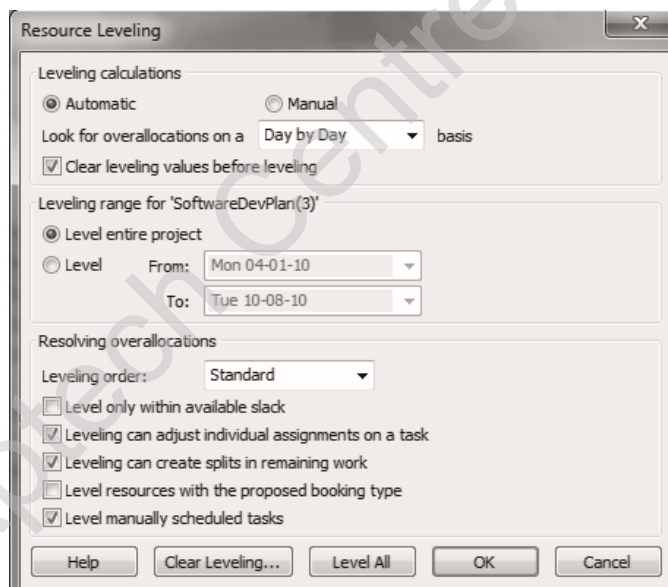 Resource Leveling
Leveling calculations
Automatic Manual
Look for overallocations on a Day by Day basis
Clear leveling values before leveling
Leveling range for 'SoftwareDevPlan(3)'
Level entire project
Level From: Mon 04-01-10
To: Tue 10-08-10
Resolving overallocations
Leveling order: Standard
Level only within available slack
Leveling can adjust individual assignments on a task
Leveling can create splits in remaining work
Level resources with the proposed booking type
Level manually scheduled tasks
Help Clear Leveling... Level All OK Cancel
ptech Centre